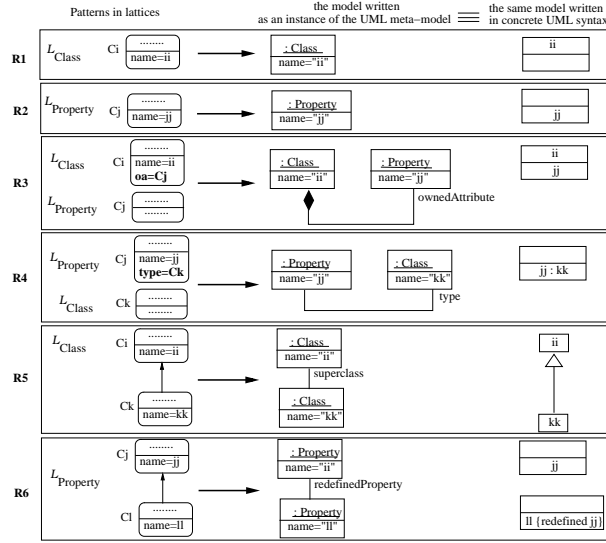 Patterns in lattices
the model written
as an instance of the UML meta-model
the same model written
in concrete UML syntax
R1
L Class
Ci
........
name=ii
: Class
name="ii"
ii
R2
L Property
Cj
........
name=jj
: Property
name="jj"
jj
R3
L Class
Ci
........
name=ii
oa=Cj
L Property
Cj
........
........
: Class
name="ii"
: Property
name="jj"
ownedAttribute
ii
jj
R4
L Property
Cj
........
name=jj
type=Ck
L Class
Ck
........
........
: Property
name="jj"
: Class
name="kk"
type
jj : kk
R5
L Class
Ci
........
name=ii
Ck
........
name=kk
: Class
name="ii"
superclass
: Class
name="kk"
ii
kk
R6
L Property
Cj
........
name=jj
Cl
........
name=ll
: Property
name="ii"
redefinedProperty
: Property
name="ll"
jj
ll {redefined jj}